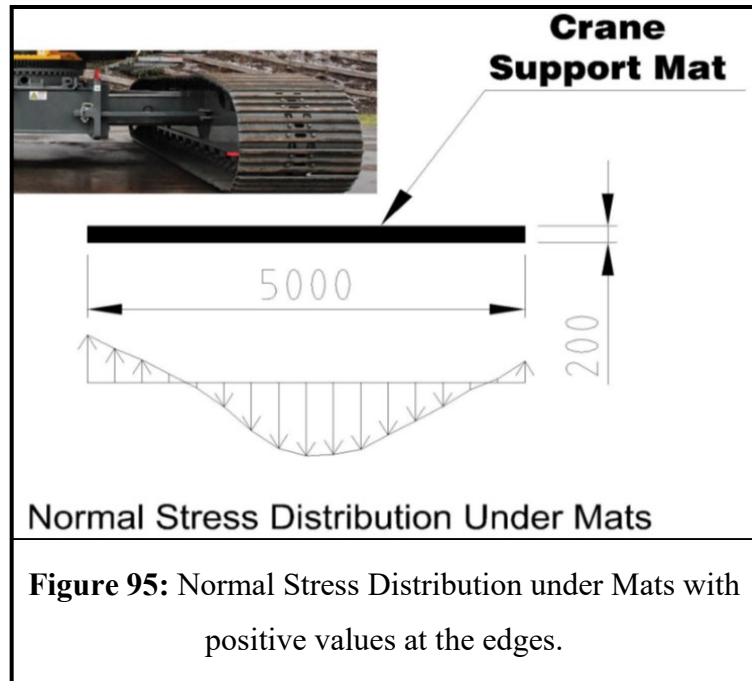 Crane
Support Mat
5000
200
Normal Stress Distribution Under Mats
Figure 95: Normal Stress Distribution under Mats with
positive values at the edges.